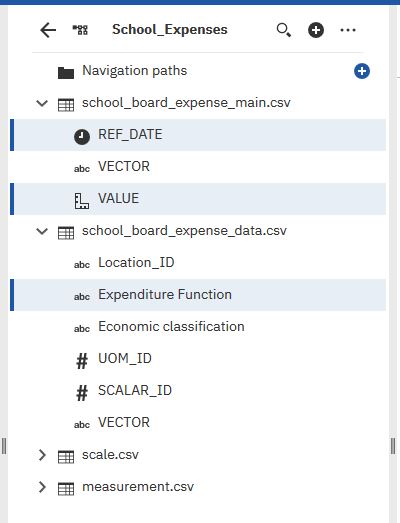 School_Expenses
Navigation paths
school_board_expense_main.csv
REF_DATE
abc VECTOR
VALUE
school_board_expense_data.csv
abc Location_ID
abc Expenditure Function
abc Economic classification
# UOM_ID
# SCALAR_ID
abc VECTOR
scale.csv
measurement.csv